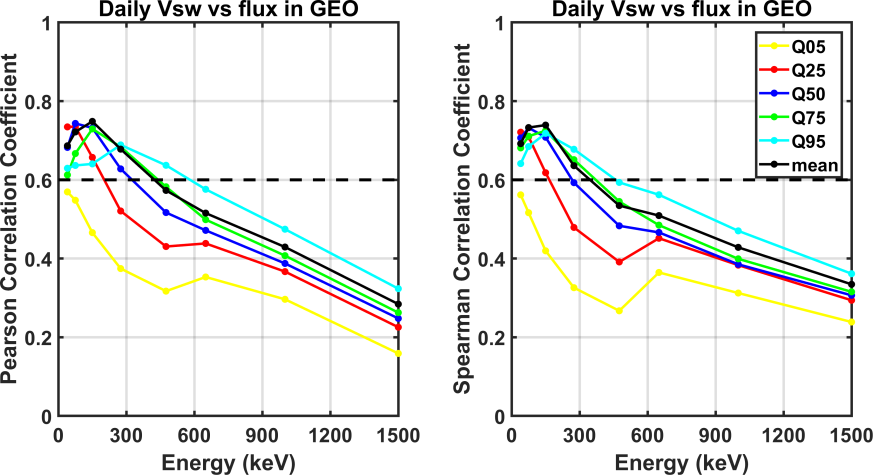 Daily Vsw vs flux in GEO
Pearson Correlation Coefficient
1
0.8
0.6
0.4
0.2
0
0 300 600 900 1200 1500
Energy (keV)
Daily Vsw vs flux in GEO
Spearman Correlation Coefficient
1
0.8
0.6
0.4
0.2
0
0 300 600 900 1200 1500
Energy (keV)
Q05
Q25
Q50
Q75
Q95
mean